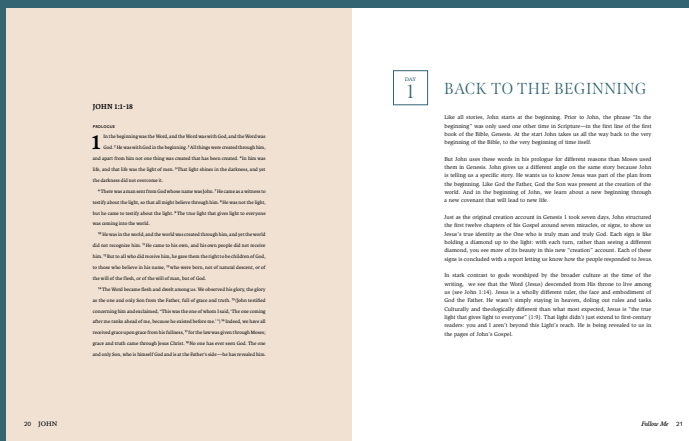 JOHN 1:1-18
PROLOGUE
1 In the beginning was the Word, and the Word was with God, and the Word was
God. ² He was with God in the beginning. ³ All things were created through him,
and apart from him not one thing was created that has been created. ⁴ In him was
life, and that life was the light of men. ⁵ That light shines in the darkness, and yet
the darkness did not overcome it.
⁶ There was a man sent from God whose name was John. ⁷ He came as a witness to
testify about the light, so that all might believe through him. ⁸ He was not the light,
but he came to testify about the light. ⁹ The true light that gives light to everyone
was coming into the world.
¹⁰ He was in the world, and the world was created through him, and yet the world
did not recognize him. ¹¹ He came to his own, and his own people did not receive
him. ¹² But to all who did receive him, he gave them the right to be children of God,
to those who believe in his name, ¹³ who were born, not of natural descent, or of
the will of the flesh, or of the will of man, but of God.
¹⁴ The Word became flesh and dwelt among us. We observed his glory, the glory
as the one and only Son from the Father, full of grace and truth. ¹⁵ (John testified
concerning him and exclaimed, “This was the one of whom I said, ‘The one coming
after me ranks ahead of me, because he existed before me.’ ”) ¹⁶ Indeed, we have all
received grace upon grace from his fullness, ¹⁷ for the law was given through Moses;
grace and truth came through Jesus Christ. ¹⁸ No one has ever seen God. The one
and only Son, who is himself God and is at the Father’s side—he has revealed him.
20 JOHN
DAY
1
BACK TO THE BEGINNING
Like all stories, John starts at the beginning. Prior to John, the phrase “In the
beginning” was only used one other time in Scripture—in the first line of the first
book of the Bible, Genesis. At the start John takes us all the way back to the very
beginning of the Bible, to the very beginning of time itself.
But John uses these words in his prologue for different reasons than Moses used
them in Genesis. John gives us a different angle on the same story because John
is telling us a specific story. He wants us to know Jesus was part of the plan from
the beginning. Like God the Father, God the Son was present at the creation of the
world. And in the beginning of John, we learn about a new beginning through
a new covenant that will lead to new life.
Just as the original creation account in Genesis 1 took seven days, John structured
the first twelve chapters of his Gospel around seven miracles, or signs, to show us
Jesus’s true identity as the One who is truly man and truly God. Each sign is like
holding a diamond up to the light: with each turn, rather than seeing a different
diamond, you see more of its beauty in this new “creation” account. Each of these
signs is concluded with a report letting us know how the people responded to Jesus.
In stark contrast to gods worshiped by the broader culture at the time of the
writing, we see that the Word (Jesus) descended from His throne to live among
us (see John 1:14). Jesus is a wholly different ruler, the face and embodiment of
God the Father. He wasn’t simply staying in heaven, doling out rules and tasks
Culturally and theologically different than what most expected, Jesus is “the true
light that gives light to everyone” (1:9). That light didn’t just extend to first-century
readers: you and I aren’t beyond this Light’s reach. He is being revealed to us in
the pages of John’s Gospel.
Follow Me 21